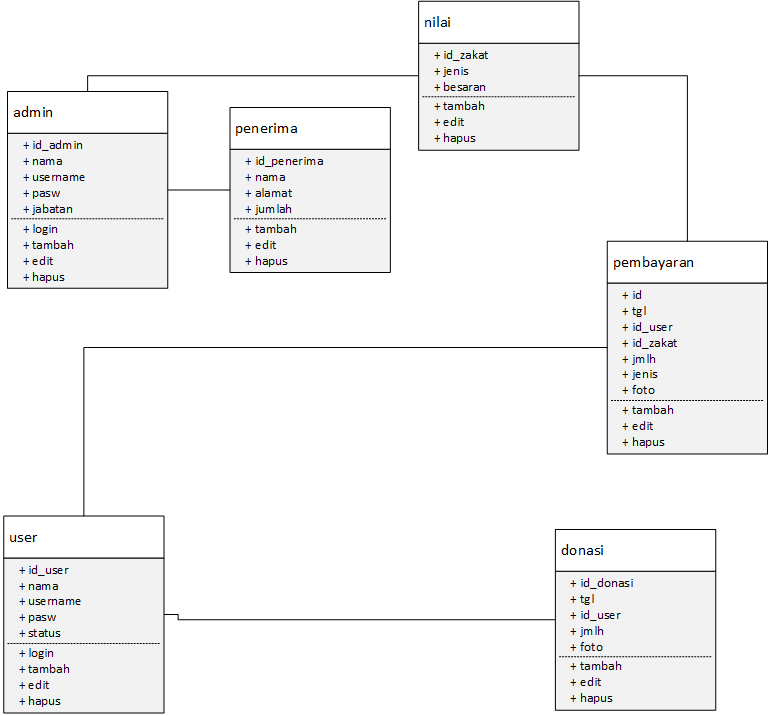 nilai
+ id_zakat
+ jenis
+ besaran
+ tambah
+ edit
+ hapus
admin
+ id_admin
+ nama
+ username
+ pasw
+ jabatan
+ login
+ tambah
+ edit
+ hapus
penerima
+ id_penerima
+ nama
+ alamat
+ jumlah
+ tambah
+ edit
+ hapus
pembayaran
+ id
+ tgl
+ id_user
+ id_zakat
+ jmlh
+ jenis
+ foto
+ tambah
+ edit
+ hapus
user
+ id_user
+ nama
+ username
+ pasw
+ status
+ login
+ tambah
+ edit
+ hapus
donasi
+ id_donasi
+ tgl
+ id_user
+ jmlh
+ foto
+ tambah
+ edit
+ hapus